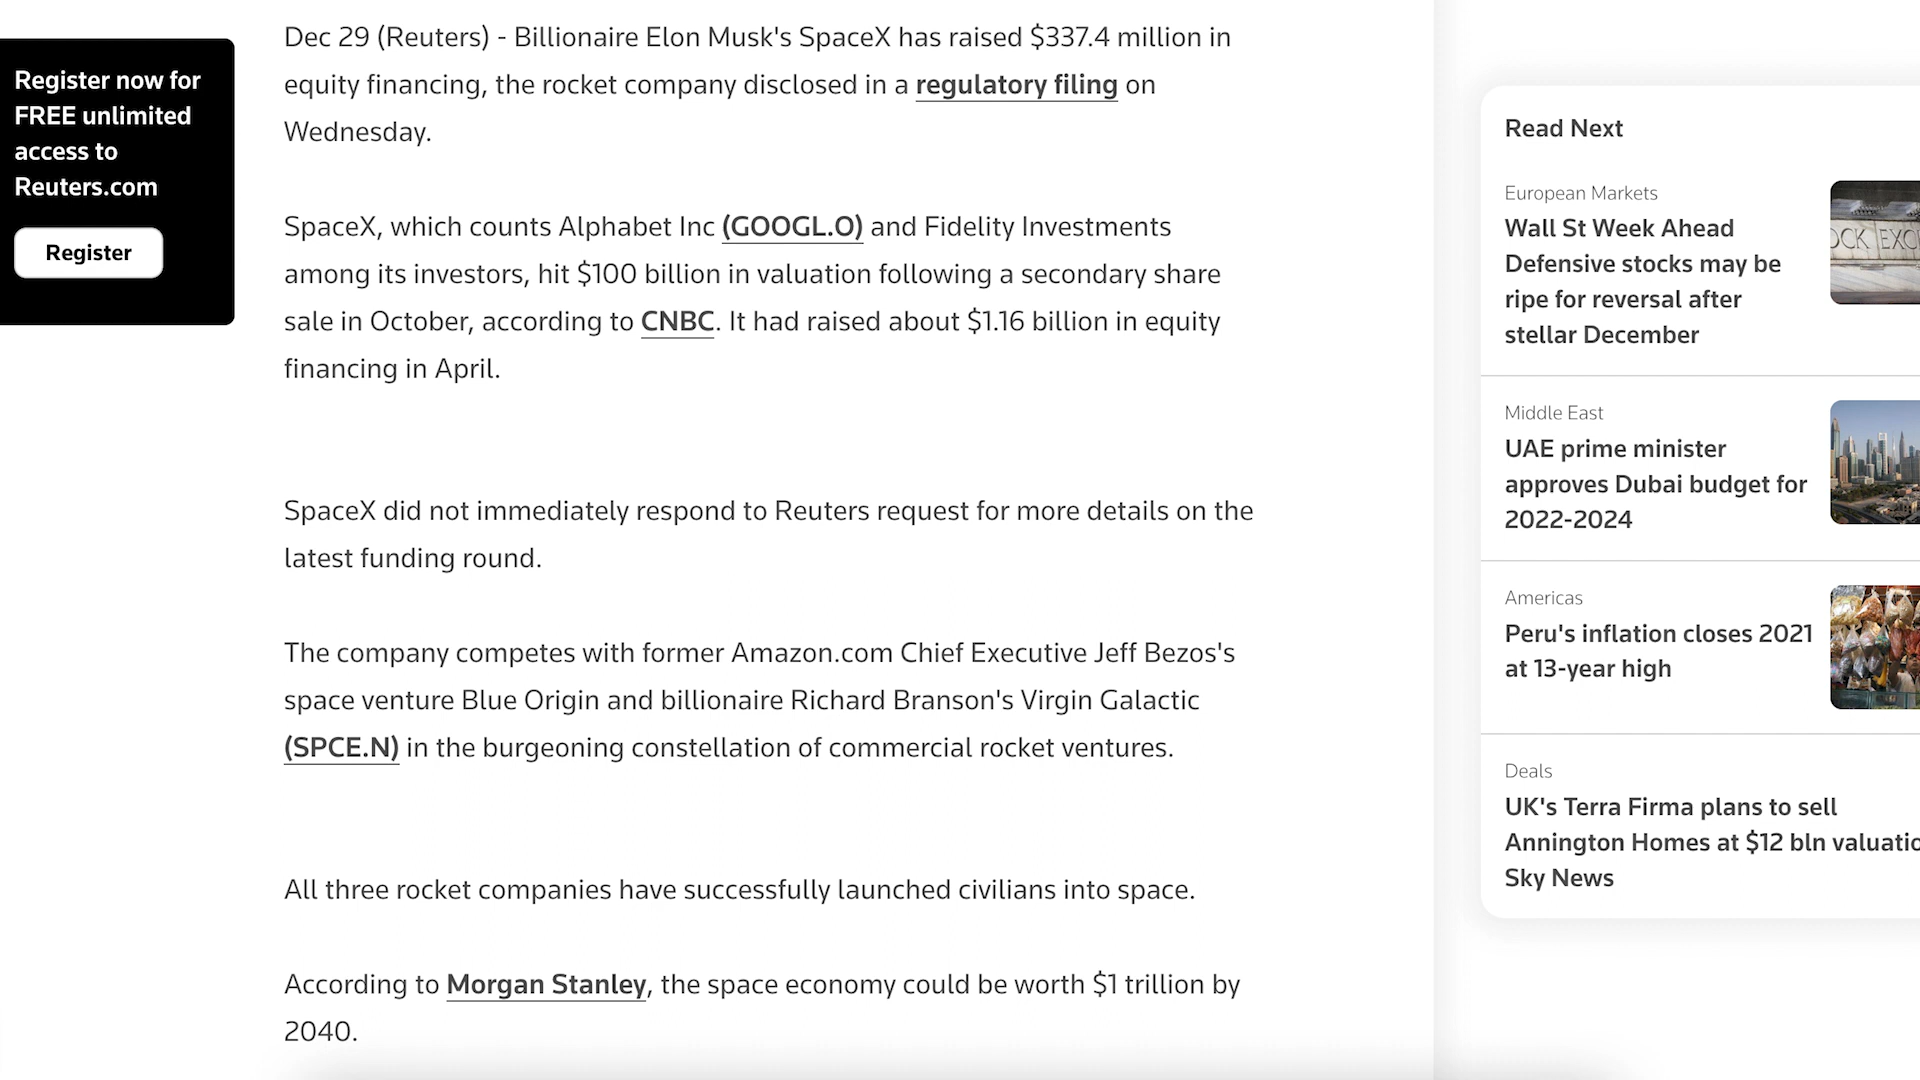 Register now for
FREE unlimited
access to
Reuters.com
Register
Dec 29 (Reuters) - Billionaire Elon Musk's SpaceX has raised $337.4 million in
equity financing, the rocket company disclosed in a regulatory filing on
Wednesday.
SpaceX, which counts Alphabet Inc (GOOGL.O) and Fidelity Investments
among its investors, hit $100 billion in valuation following a secondary share
sale in October, according to CNBC. It had raised about $1.16 billion in equity
financing in April.
SpaceX did not immediately respond to Reuters request for more details on the
latest funding round.
The company competes with former Amazon.com Chief Executive Jeff Bezos's
space venture Blue Origin and billionaire Richard Branson's Virgin Galactic
(SPCE.N) in the burgeoning constellation of commercial rocket ventures.
All three rocket companies have successfully launched civilians into space.
According to Morgan Stanley, the space economy could be worth $1 trillion by
2040.
Read Next
European Markets
Wall St Week Ahead
Defensive stocks may be
ripe for reversal after
stellar December
OCK EXC
Middle East
UAE prime minister
approves Dubai budget for
2022-2024
Americas
Peru's inflation closes 2021
at 13-year high
Deals
UK's Terra Firma plans to sell
Annington Homes at $12 bln valuatio
Sky News